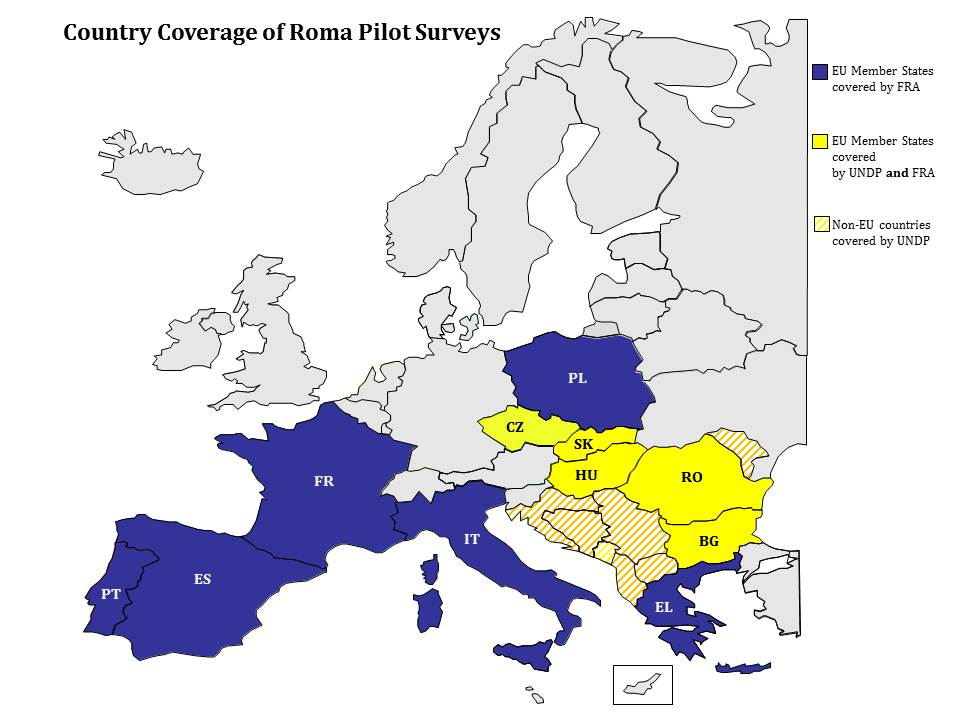 Country Coverage of Roma Pilot Surveys
EU Member States
covered by FRA
EU Member States
covered
by UNDP and FRA
Non-EU countries
covered by UNDP
PL
CZ
SK
HU
RO
FR
IT
BG
ES
PT
EL